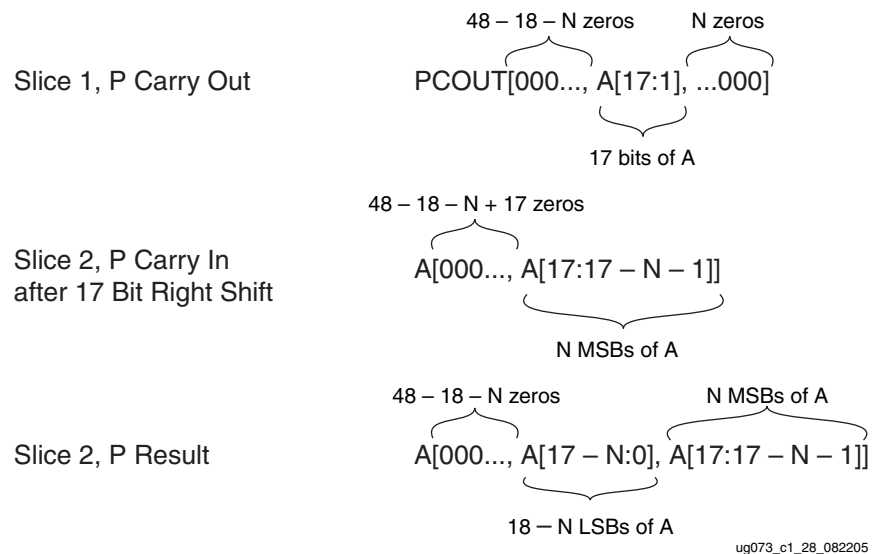 48 – 18 – N zeros N zeros
Slice 1, P Carry Out PCOUT[000..., A[17:1], ...000]
17 bits of A
48 – 18 – N + 17 zeros
Slice 2, P Carry In
after 17 Bit Right Shift
A[000..., A[17:17 – N – 1]]
N MSBs of A
48 – 18 – N zeros N MSBs of A
Slice 2, P Result A[000..., A[17 – N:0], A[17:17 – N – 1]]
18 – N LSBs of A
ug073_c1_28_082205